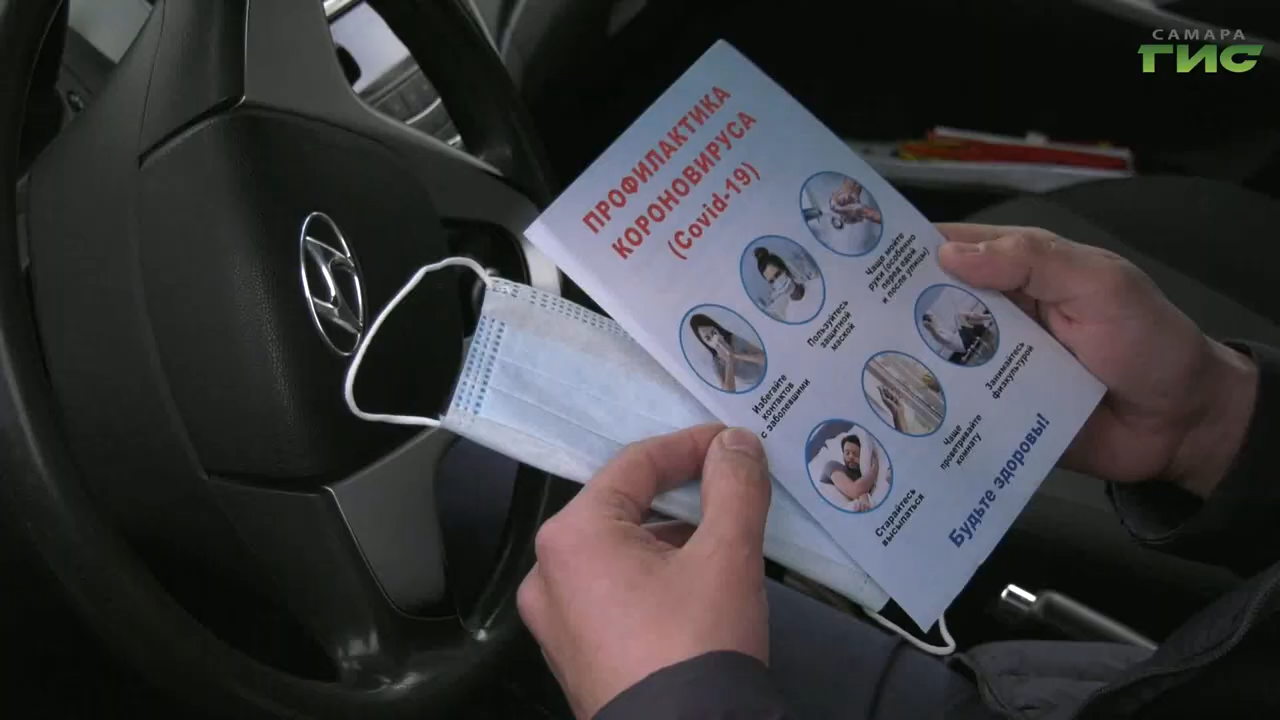 САМАРА
ГИС
ПРОФИЛАКТИКА
КОРОНОВИРУСА
(Covid-19)
Избегайте
контактов
с заболевшими
Пользуйтесь
защитной
маской
Чаще мойте
руки (особенно
перед едой
и после улицы)
Старайтесь
высыпаться
Чаще
проветривайте
комнату
Занимайтесь
физкультурой
Будьте здоровы!